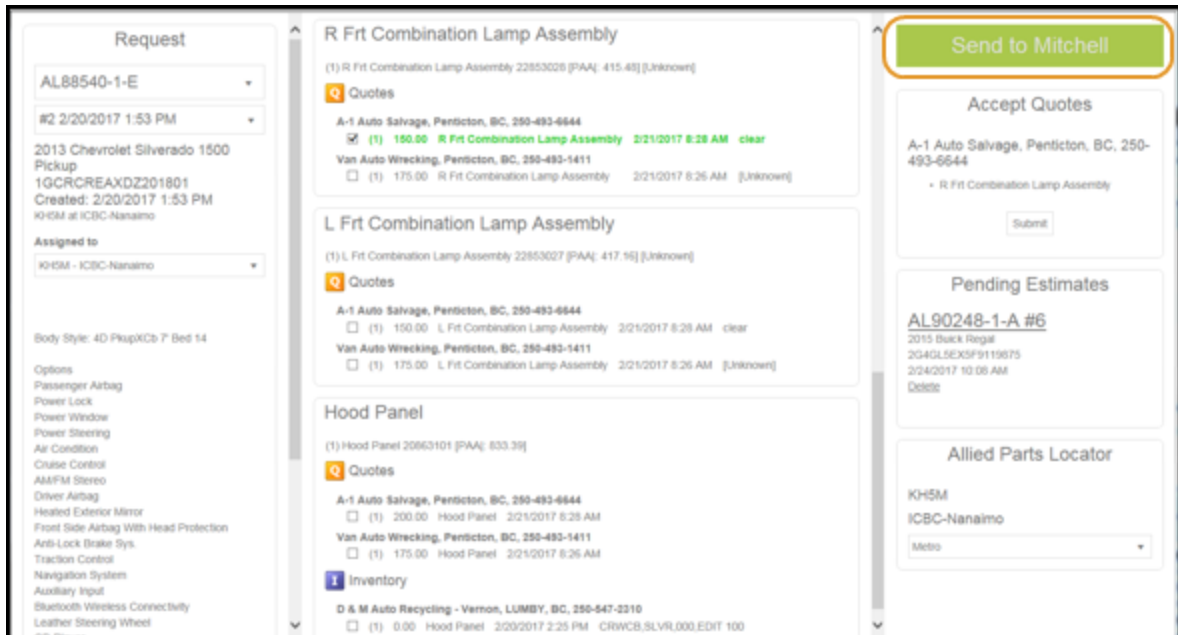 Request
AL88540-1-E
#2 2/20/2017 1:53 PM
2013 Chevrolet Silverado 1500
Pickup
1GCRCREAXDZ201801
Created: 2/20/2017 1:53 PM
KH5M at ICBC-Nanaimo
Assigned to
KH5M - ICBC-Nanaimo
Body Style: 4D PkupXCb 7' Bed 14
Options
Passenger Airbag
Power Lock
Power Window
Power Steering
Air Condition
Cruise Control
AM/FM Stereo
Driver Airbag
Heated Exterior Mirror
Front Side Airbag With Head Protection
Anti-Lock Brake Sys.
Traction Control
Navigation System
Auxiliary Input
Bluetooth Wireless Connectivity
Leather Steering Wheel
R Frt Combination Lamp Assembly
(1) R Frt Combination Lamp Assembly 22853028 [PAA|: 415.48] [Unknown]
Q Quotes
A-1 Auto Salvage, Penticton, BC, 250-493-6644
(1) 150.00 R Frt Combination Lamp Assembly 2/21/2017 8:28 AM clear
Van Auto Wrecking, Penticton, BC, 250-493-1411
(1) 175.00 R Frt Combination Lamp Assembly 2/21/2017 8:26 AM [Unknown]
L Frt Combination Lamp Assembly
(1) L Frt Combination Lamp Assembly 22853027 [PAA|: 417.16] [Unknown]
Q Quotes
A-1 Auto Salvage, Penticton, BC, 250-493-6644
(1) 150.00 L Frt Combination Lamp Assembly 2/21/2017 8:28 AM clear
Van Auto Wrecking, Penticton, BC, 250-493-1411
(1) 175.00 L Frt Combination Lamp Assembly 2/21/2017 8:26 AM [Unknown]
Hood Panel
(1) Hood Panel 20863101 [PAA|: 833.39]
Q Quotes
A-1 Auto Salvage, Penticton, BC, 250-493-6644
(1) 200.00 Hood Panel 2/21/2017 8:28 AM
Van Auto Wrecking, Penticton, BC, 250-493-1411
(1) 175.00 Hood Panel 2/21/2017 8:26 AM
I Inventory
D & M Auto Recycling - Vernon, LUMBY, BC, 250-547-2310
(1) 0.00 Hood Panel 2/20/2017 2:25 PM CRWCB,SLVR,000,EDIT 100
Send to Mitchell
Accept Quotes
A-1 Auto Salvage, Penticton, BC, 250-
493-6644
• R Frt Combination Lamp Assembly
Submit
Pending Estimates
AL90248-1-A #6
2015 Buick Regal
2G4GL5EX5F9119875
2/24/2017 10:08 AM
Delete
Allied Parts Locator
KH5M
ICBC-Nanaimo
Metro